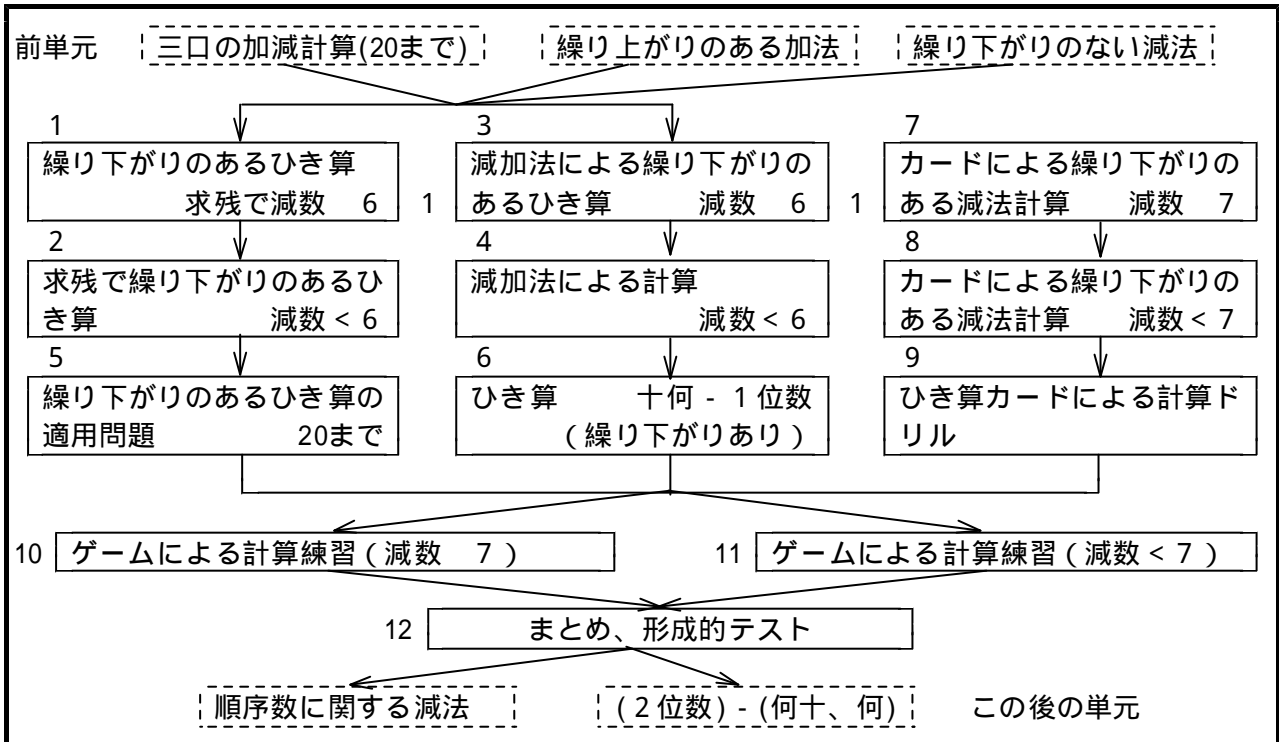 前単元 三口の加減計算(20まで) 繰り上がりのある加法 繰り下がりのない減法
1
繰り下がりのあるひき算
求残で減数 6
2
求残で繰り下がりのあるひ
き算 減数 < 6
5
繰り下がりのあるひき算の
適用問題 20まで
1
3
減加法による繰り下がりの
あるひき算 減数 6
4
減加法による計算
減数 < 6
6
ひき算 十何 - 1位数
(繰り下がりあり)
1
7
カードによる繰り下がりの
ある減法計算 減数 7
8
カードによる繰り下がりの
ある減法計算 減数 < 7
9
ひき算カードによる計算ド
リル
10 ゲームによる計算練習(減数 7)
11 ゲームによる計算練習(減数 < 7)
12 まとめ、形成的テスト
順序数に関する減法 (2位数) - (何十、何) この後の単元